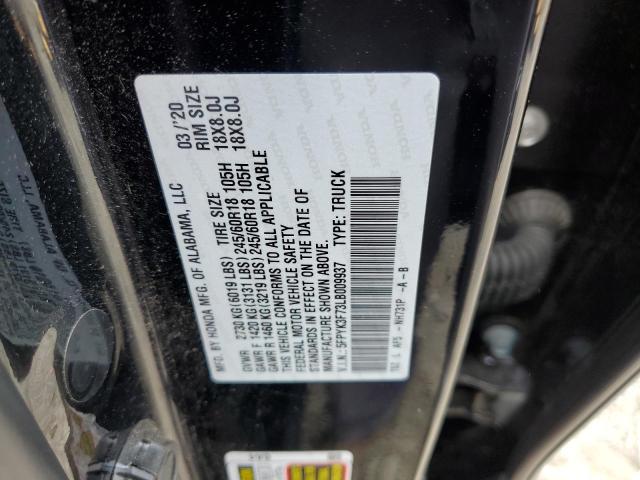 MFG. BY HONDA MFG. OF ALABAMA, LLC 03/'20
TIRE SIZE RIM SIZE
GVWR 2730 KG (6019 LBS)
GAWR F 1420 KG (3131 LBS) 245/60R18 105H 18X8.0J
GAWR R 1460 KG (3219 LBS) 245/60R18 105H 18X8.0J
THIS VEHICLE CONFORMS TO ALL APPLICABLE
FEDERAL MOTOR VEHICLE SAFETY
STANDARDS IN EFFECT ON THE DATE OF
MANUFACTURE SHOWN ABOVE.
V.I.N.: 5FPYK3F73LB009937 TYPE: TRUCK
T6Z L KF5 - NH731P -A -B